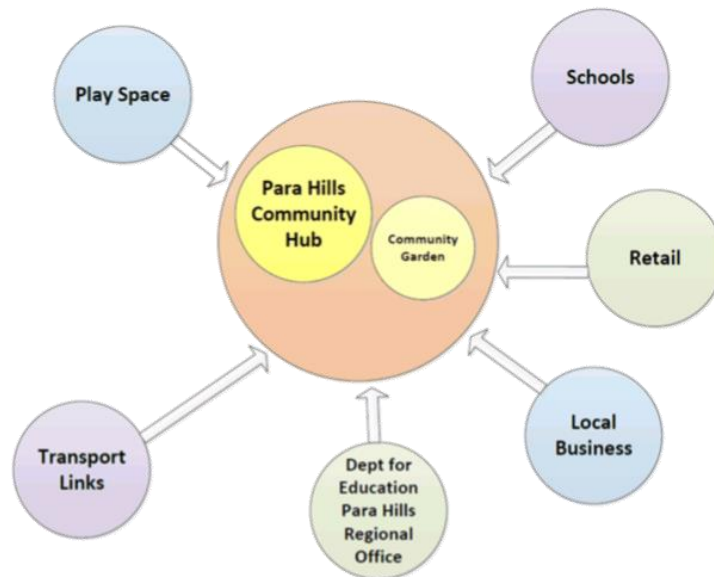 Play Space
Schools
Para Hills
Community
Hub
Community
Garden
Retail
Transport
Links
Dept for
Education
Para Hills
Regional
Office
Local
Business